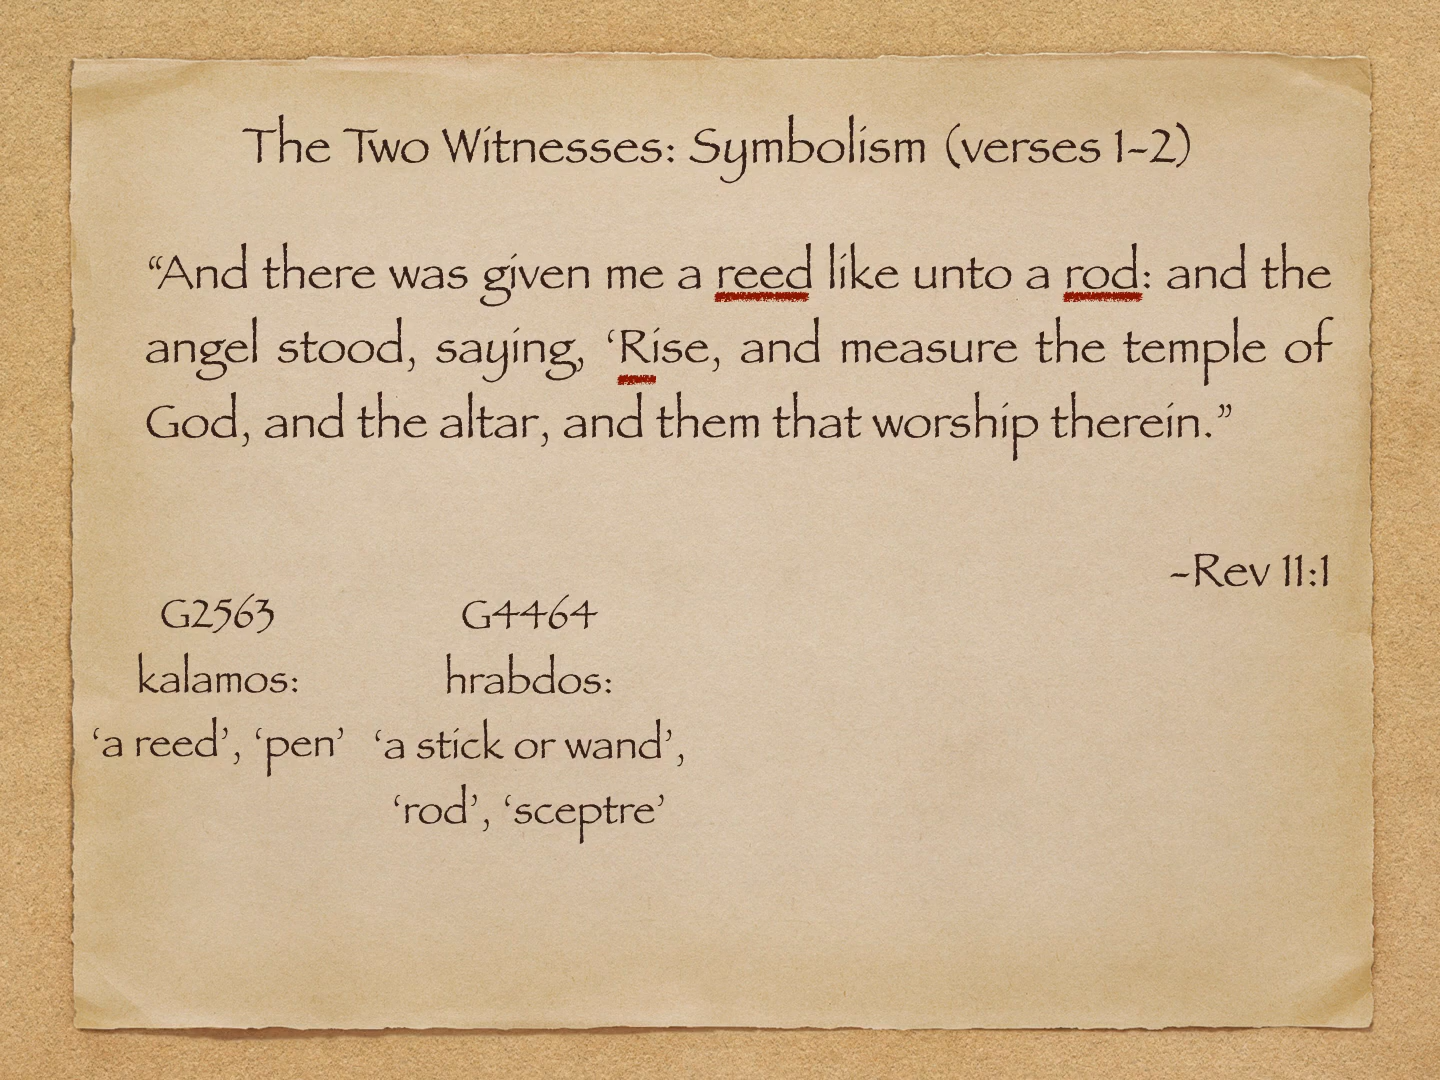 The Two Witnesses: Symbolism (verses 1-2)
“And there was given me a reed like unto a rod: and the
angel stood, saying, ‘Rise, and measure the temple of
God, and the altar, and them that worship therein.”
-Rev 11:1
G2563
kalamos:
‘a reed’, ‘pen’
G4464
hrabdos:
‘a stick or wand’,
‘rod’, ‘sceptre’